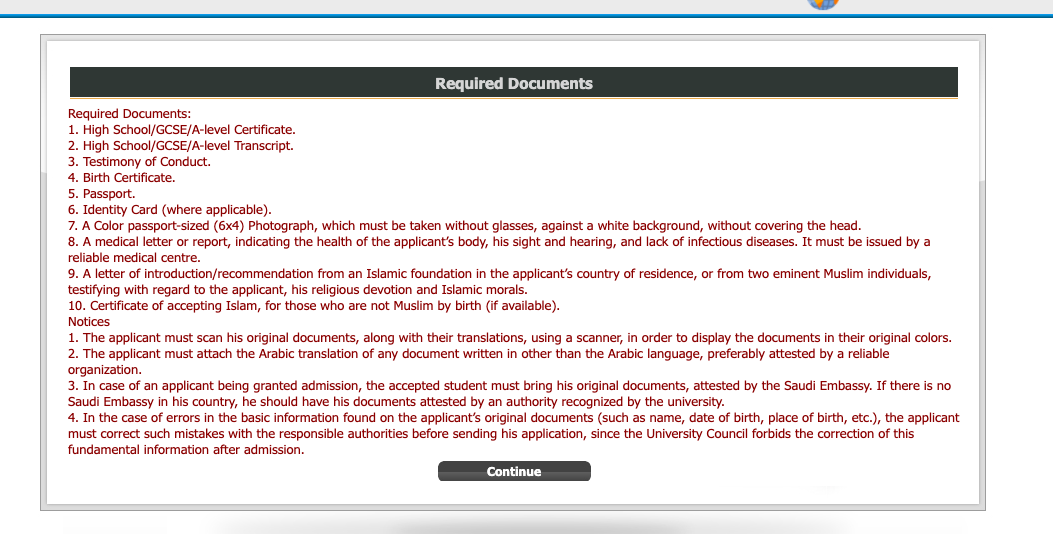 Required Documents
Required Documents:
1. High School/GCSE/A-level Certificate.
2. High School/GCSE/A-level Transcript.
3. Testimony of Conduct.
4. Birth Certificate.
5. Passport.
6. Identity Card (where applicable).
7. A Color passport-sized (6x4) Photograph, which must be taken without glasses, against a white background, without covering the head.
8. A medical letter or report, indicating the health of the applicant's body, his sight and hearing, and lack of infectious diseases. It must be issued by a
reliable medical centre.
9. A letter of introduction/recommendation from an Islamic foundation in the applicant's country of residence, or from two eminent Muslim individuals,
testifying with regard to the applicant, his religious devotion and Islamic morals.
10. Certificate of accepting Islam, for those who are not Muslim by birth (if available).
Notices
1. The applicant must scan his original documents, along with their translations, using a scanner, in order to display the documents in their original colors.
2. The applicant must attach the Arabic translation of any document written in other than the Arabic language, preferably attested by a reliable
organization.
3. In case of an applicant being granted admission, the accepted student must bring his original documents, attested by the Saudi Embassy. If there is no
Saudi Embassy in his country, he should have his documents attested by an authority recognized by the university.
4. In the case of errors in the basic information found on the applicant's original documents (such as name, date of birth, place of birth, etc.), the applicant
must correct such mistakes with the responsible authorities before sending his application, since the University Council forbids the correction of this
fundamental information after admission.
Continue